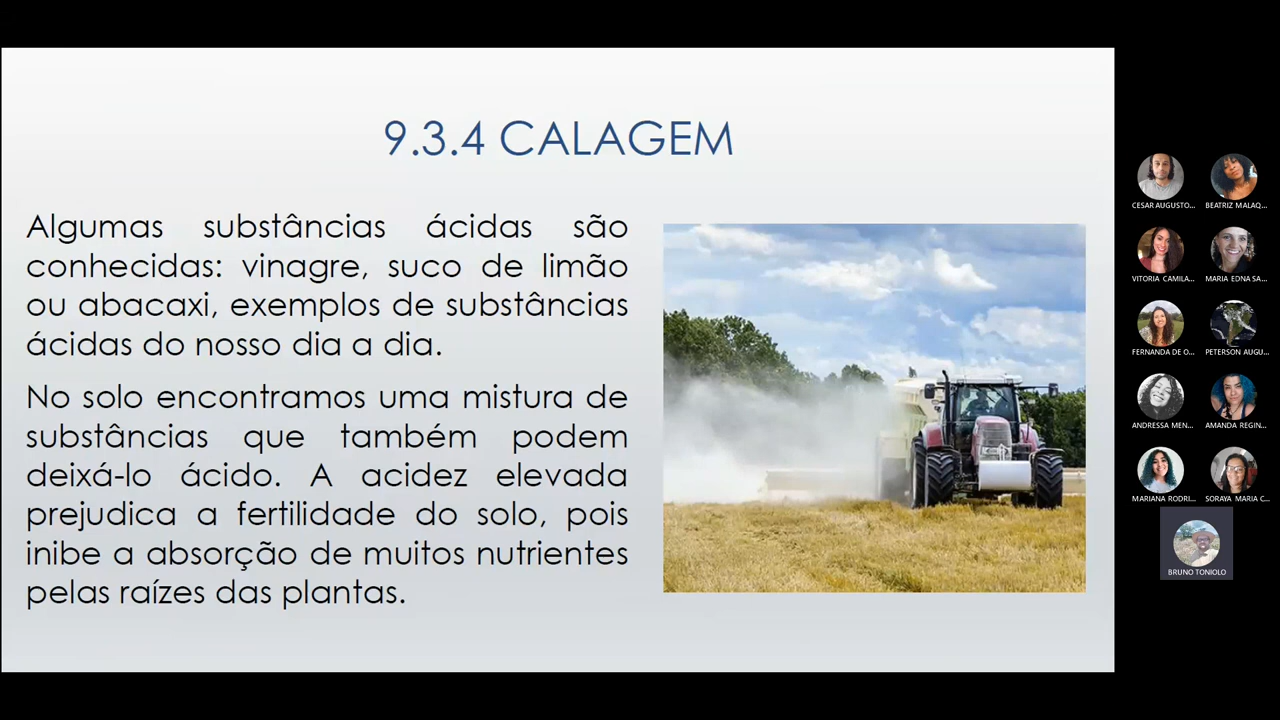 9.3.4 CALAGEM
Algumas substâncias ácidas são
conhecidas: vinagre, suco de limão
ou abacaxi, exemplos de substâncias
ácidas do nosso dia a dia.
No solo encontramos uma mistura de
substâncias que também podem
deixá-lo ácido. A acidez elevada
prejudica a fertilidade do solo, pois
inibe a absorção de muitos nutrientes
pelas raízes das plantas.
CESAR AUGUSTO...
BEATRIZ MALAQ...
VITORIA CAMILA...
MARIA EDNA SA...
FERNANDA DE O...
PETERSON AUGU...
ANDRESSA MEN...
AMANDA REGIN...
MARIANA RODRI...
SORAYA MARIA C...
BRUNO TONIOLO